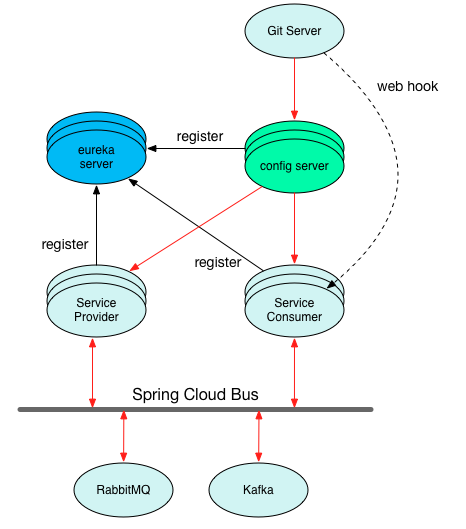 Git Server
web hook
register
eureka
server
config server
register
register
Service
Provider
Service
Consumer
Spring Cloud Bus
RabbitMQ
Kafka